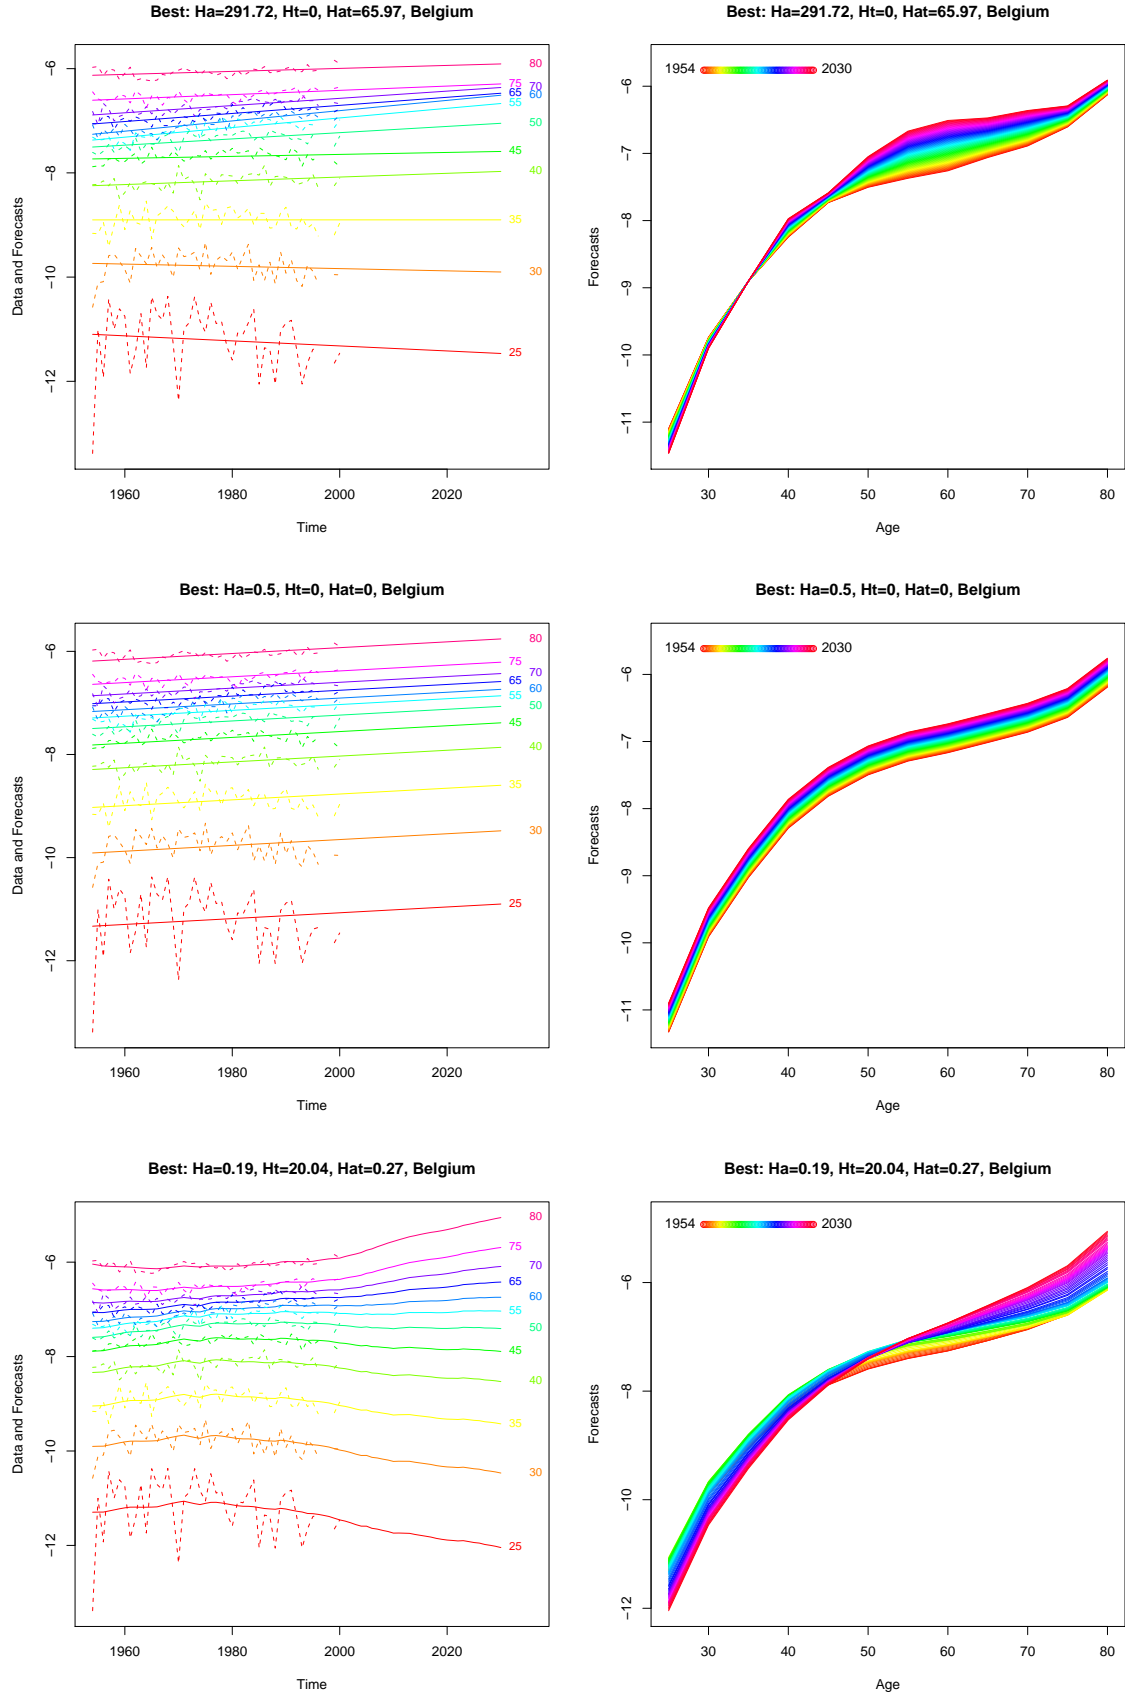 Best: Ha=291.72, Ht=0, Hat=65.97, Belgium
Data and Forecasts
−6
−8
−10
−12
80
75
70
65
60
55
50
45
40
35
30
25
1960 1980 2000 2020
Time
Best: Ha=291.72, Ht=0, Hat=65.97, Belgium
1954 2030
Forecasts
−6
−7
−8
−9
−10
−11
30 40 50 60 70 80
Age
Best: Ha=0.5, Ht=0, Hat=0, Belgium
Data and Forecasts
−6
−8
−10
−12
80
75
70
65
60
55
50
45
40
35
30
25
1960 1980 2000 2020
Time
Best: Ha=0.5, Ht=0, Hat=0, Belgium
1954 2030
Forecasts
−6
−7
−8
−9
−10
−11
30 40 50 60 70 80
Age
Best: Ha=0.19, Ht=20.04, Hat=0.27, Belgium
Data and Forecasts
−6
−8
−10
−12
80
75
70
65
60
55
50
45
40
35
30
25
1960 1980 2000 2020
Time
Best: Ha=0.19, Ht=20.04, Hat=0.27, Belgium
1954 2030
Forecasts
−6
−8
−10
−12
30 40 50 60 70 80
Age